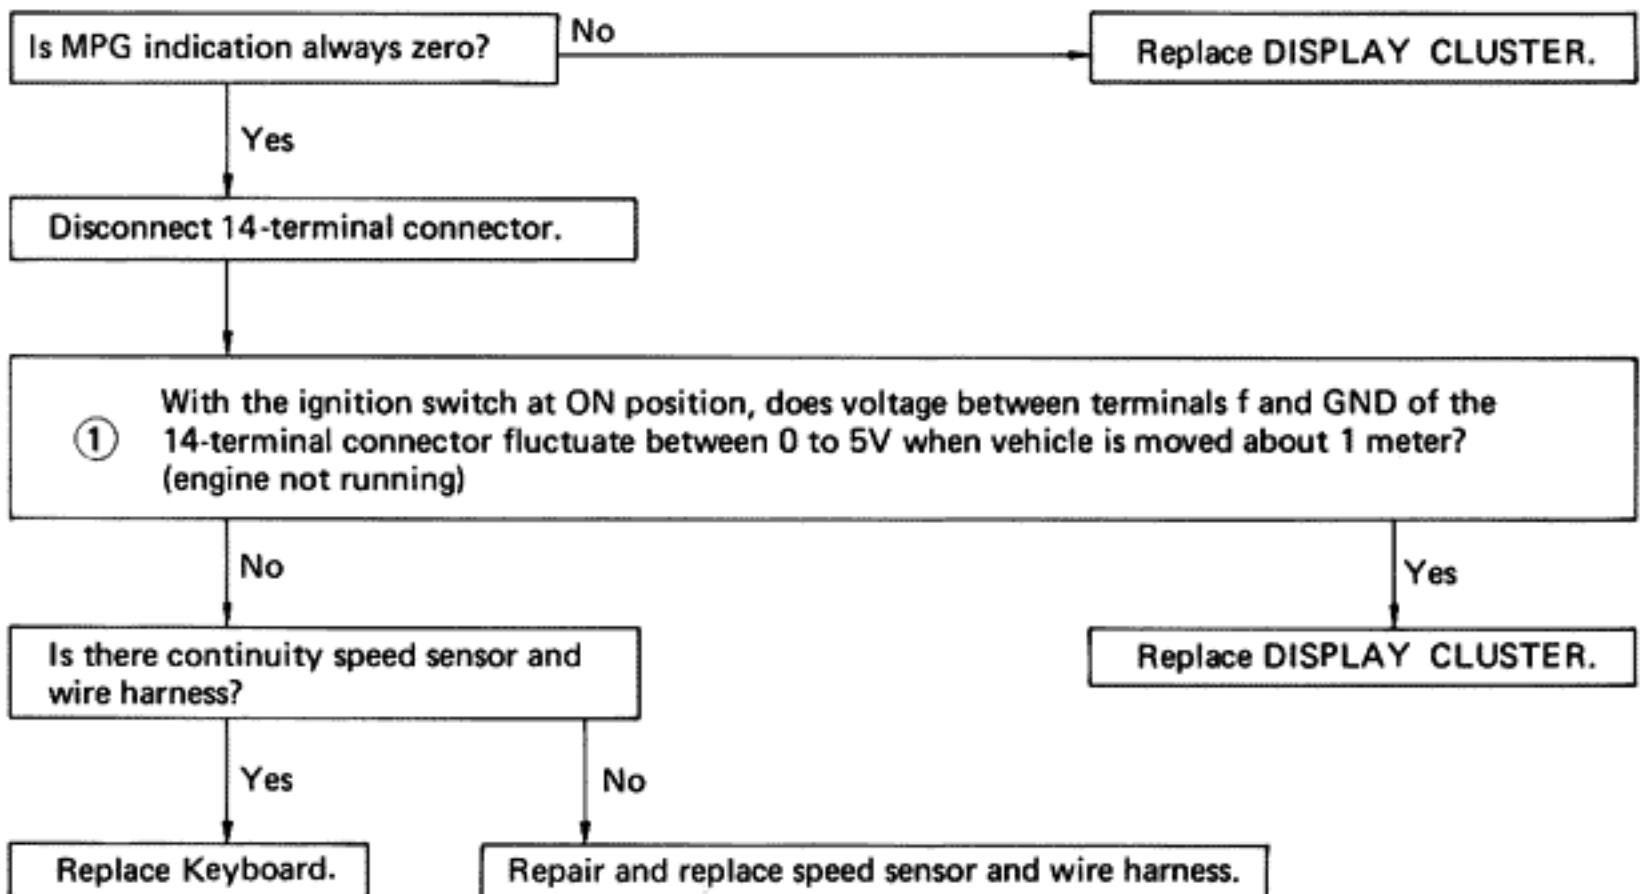 Is MPG indication always zero?
No
Replace DISPLAY CLUSTER.
Yes
Disconnect 14-terminal connector.
1
With the ignition switch at ON position, does voltage between terminals f and GND of the
14-terminal connector fluctuate between 0 to 5V when vehicle is moved about 1 meter?
(engine not running)
No
Yes
Is there continuity speed sensor and
wire harness?
Replace DISPLAY CLUSTER.
Yes
No
Replace Keyboard.
Repair and replace speed sensor and wire harness.